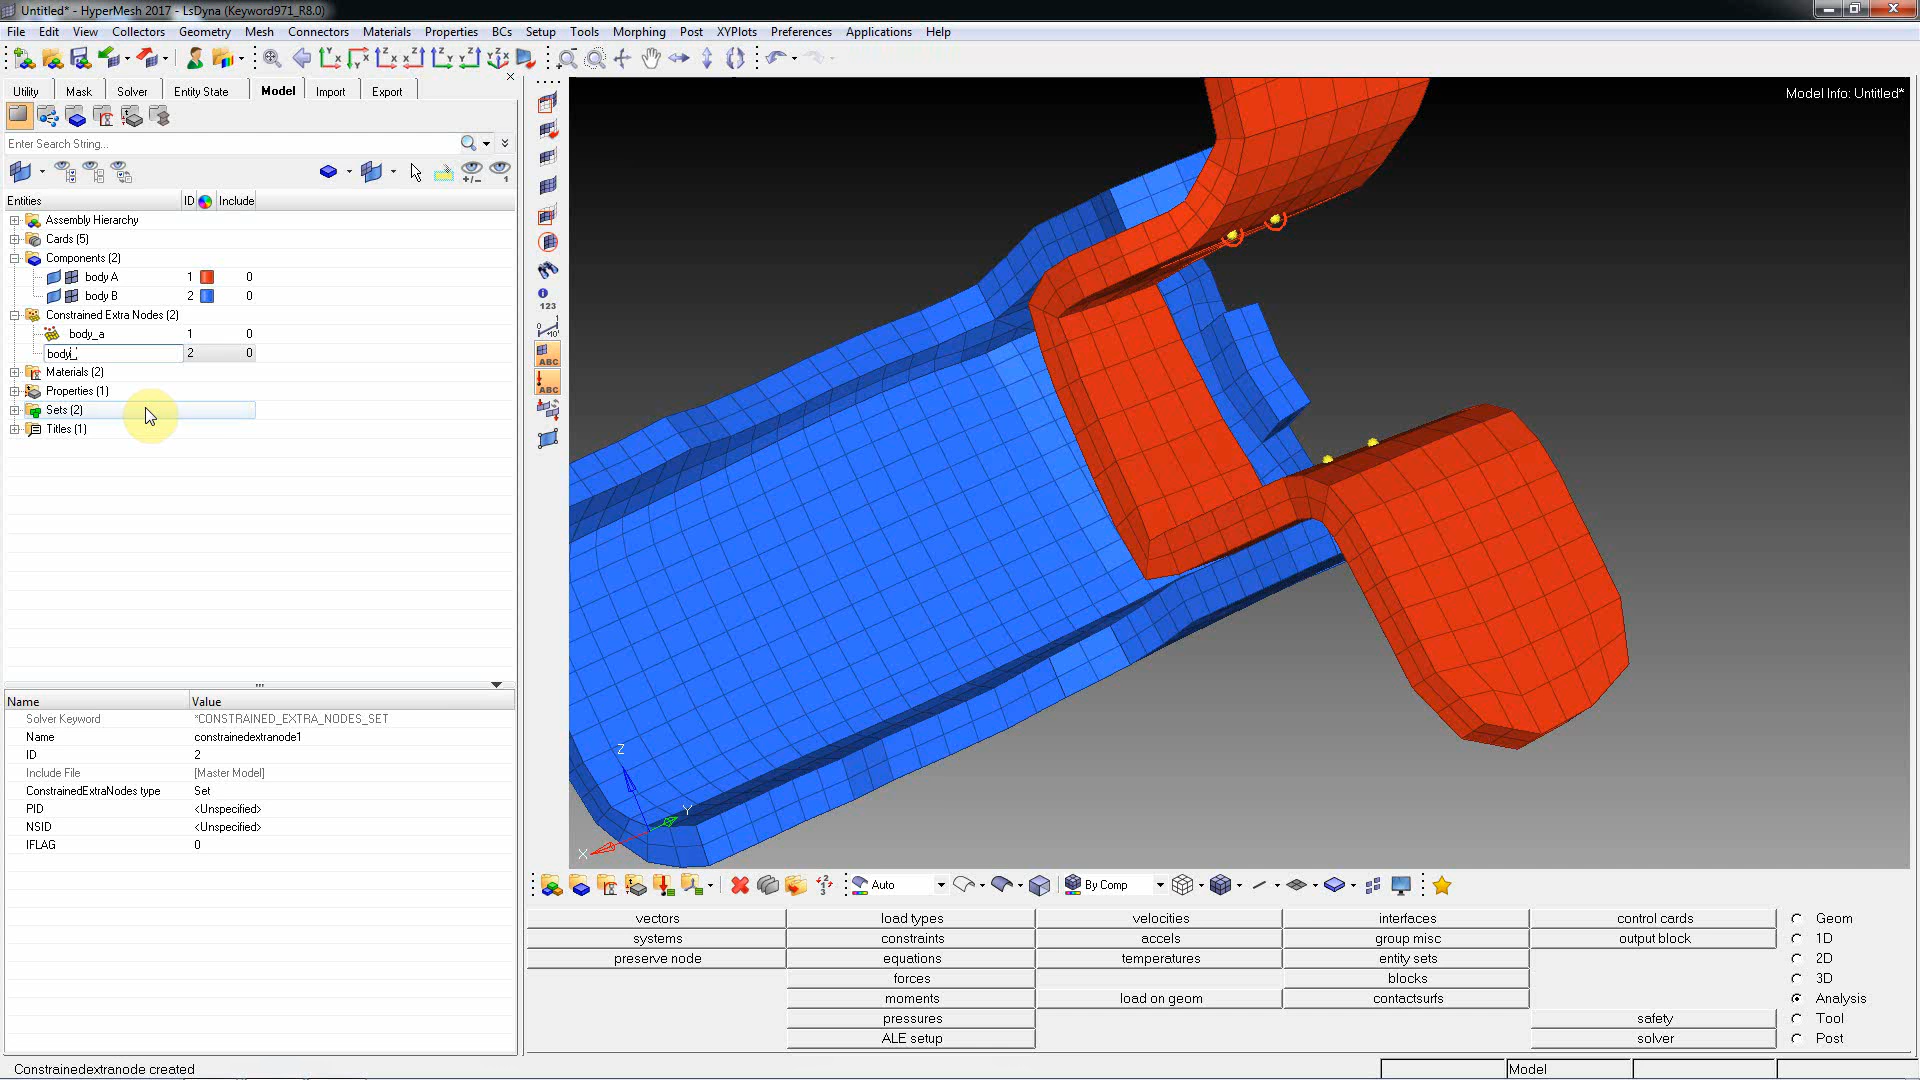 Untitled* - HyperMesh 2017 - LsDyna (Keyword971_R8.0)
File Edit View Collectors Geometry Mesh Connectors Materials Properties BCs Setup Tools Morphing Post XYPlots Preferences Applications Help
Utility Mask Solver Entity State Model Import Export
Enter Search String...
Entities ID Include
Assembly Hierarchy
Cards (5)
Components (2)
body A 1 0
body B 2 0
Constrained Extra Nodes (2)
body_a 1 0
body_ 2 0
Materials (2)
Properties (1)
Sets (2)
Titles (1)
Name Value
Solver Keyword *CONSTRAINED_EXTRA_NODES_SET
Name constrainedextranode1
ID 2
Include File [Master Model]
ConstrainedExtraNodes type Set
PID <Unspecified>
NSID <Unspecified>
IFLAG 0
Constrainedextranode created
123
ABC
ABC
Model Info: Untitled*
Z
Y
X
Auto By Comp
vectors load types velocities interfaces control cards Geom
systems constraints accels group misc output block 1D
preserve node equations temperatures entity sets 2D
forces blocks 3D
moments load on geom contactsurfs Analysis
pressures safety Tool
ALE setup solver Post
Model